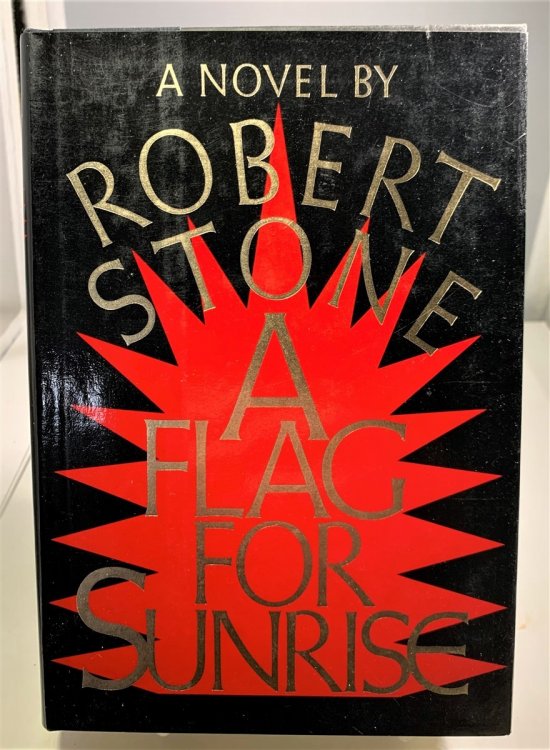 A NOVEL BY
ROBERT
STONE
A
FLAG
FOR
SUNRISE